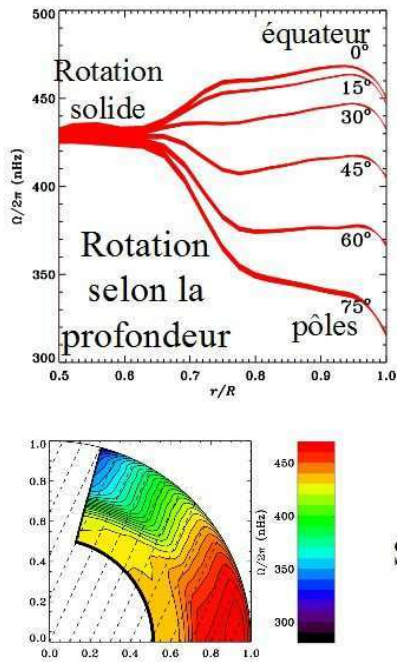 équateur
0°
15°
30°
45°
60°
75°
pôles
Rotation
solide
Rotation
selon la
profondeur
450
400
350
300
Ω/2π (nHz)
0.5 0.6 0.7 0.8 0.9 1.0
r/R
1.0
0.8
0.6
0.4
0.2
0.0
0.0 0.2 0.4 0.6 0.8 1.0
Ω/2π (nHz)
450
400
350
300
S